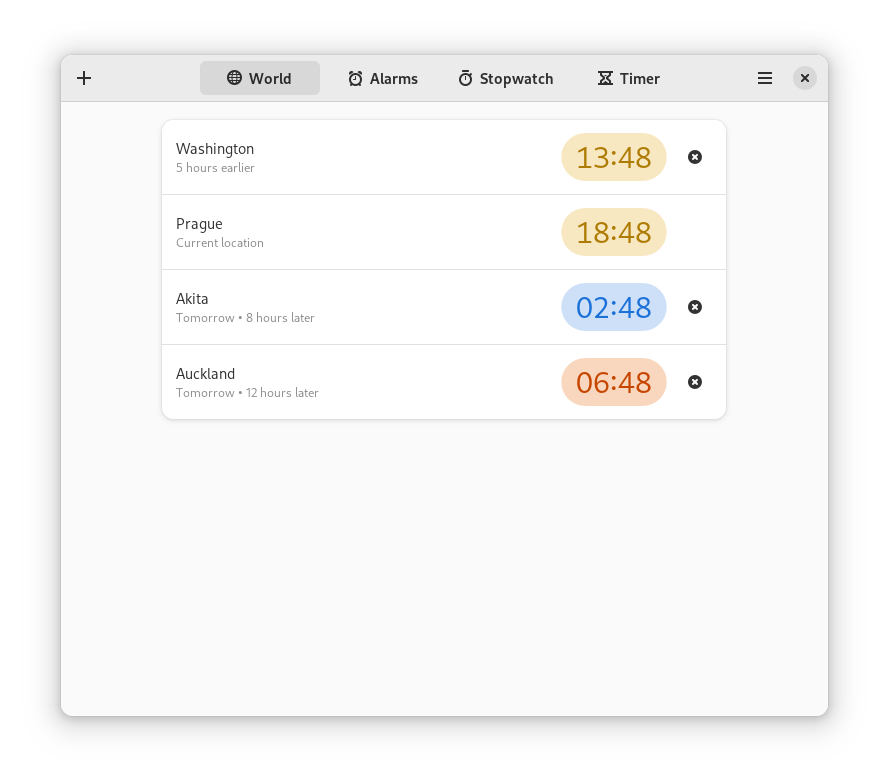 World
Alarms
Stopwatch
Timer
Washington
5 hours earlier
13:48
Prague
Current location
18:48
Akita
Tomorrow • 8 hours later
02:48
Auckland
Tomorrow • 12 hours later
06:48